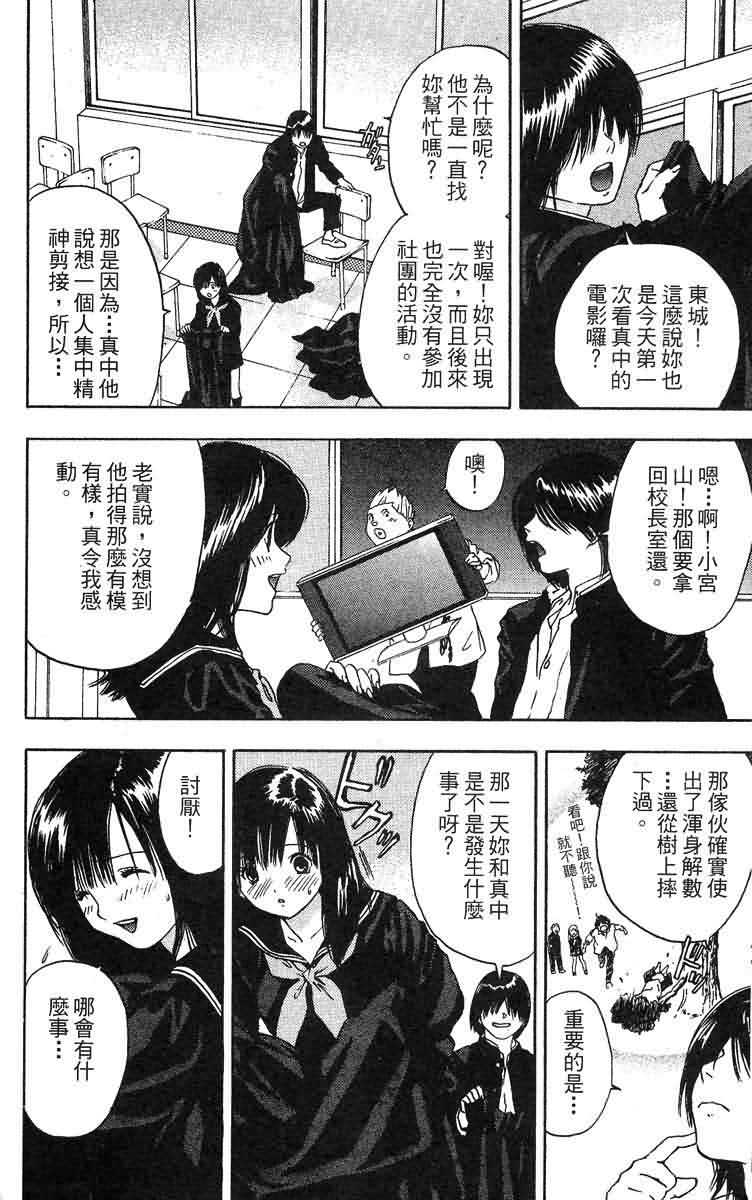 東城！
這麼說妳也
是今天第一
次看真中的
電影囉？
為什麼呢？
他不是一直找
妳幫忙嗎？
對喔！妳只出現
一次，而且後來
也完全沒有參加
社團的活動。
那是因為…真中他
說想一個人集中精
神剪接，所以…
嗯…啊！小宮
山！那個要拿
回校長室還。
噢！
老實說，沒想到
他拍得那麼有模
有樣，真令我感
動。
那傢伙確實使
出了渾身解數
…還從樹上摔
下過。
看吧！跟你說
就不聽——！
重要的是…
那一天妳和真中
是不是發生什麼
事了呀？
討厭！
哪會有什
麼事…